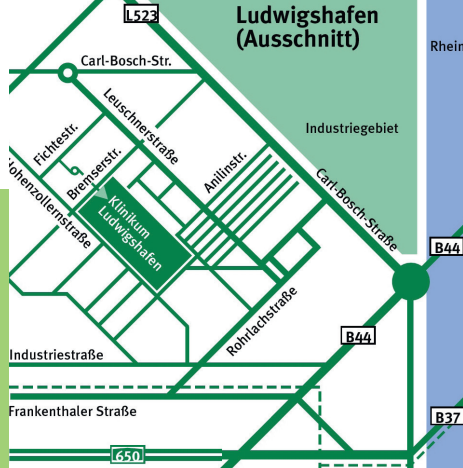 L523
Ludwigshafen
(Ausschnitt)
Rhein
Carl-Bosch-Str.
Leuschnerstraße
Industriegebiet
Fichtestr.
Bremserstr.
Anilinstr.
Carl-Bosch-Straße
Hohenzollernstraße
Klinikum
Ludwigshafen
B44
Rohrlachstraße
B44
Industriestraße
Frankenthaler Straße
B37
650